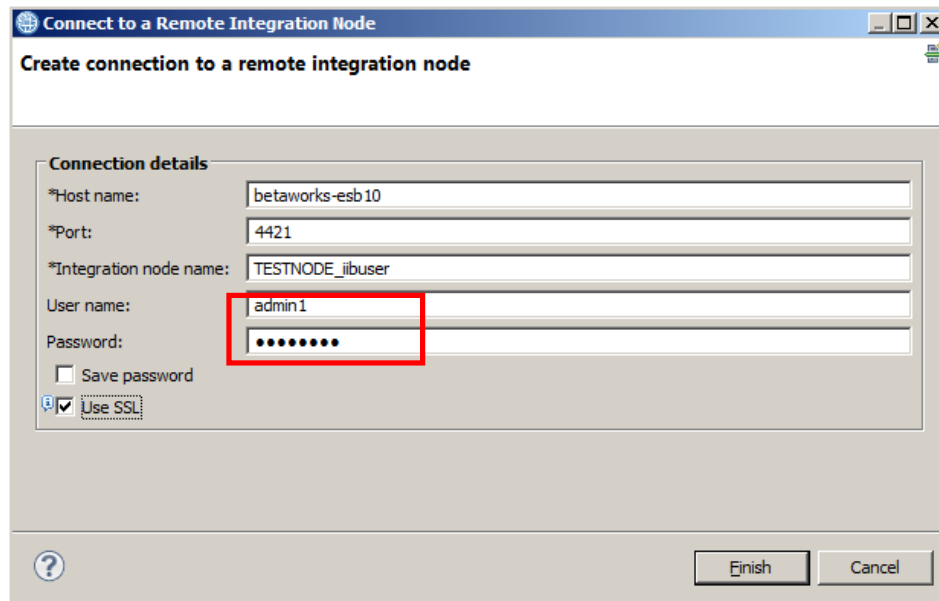 Connect to a Remote Integration Node
Create connection to a remote integration node
Connection details
*Host name: betaworks-esb10
*Port: 4421
*Integration node name: TESTNODE_iibuser
User name: admin1
Password: ●●●●●●●●
Save password
Use SSL
Finish Cancel